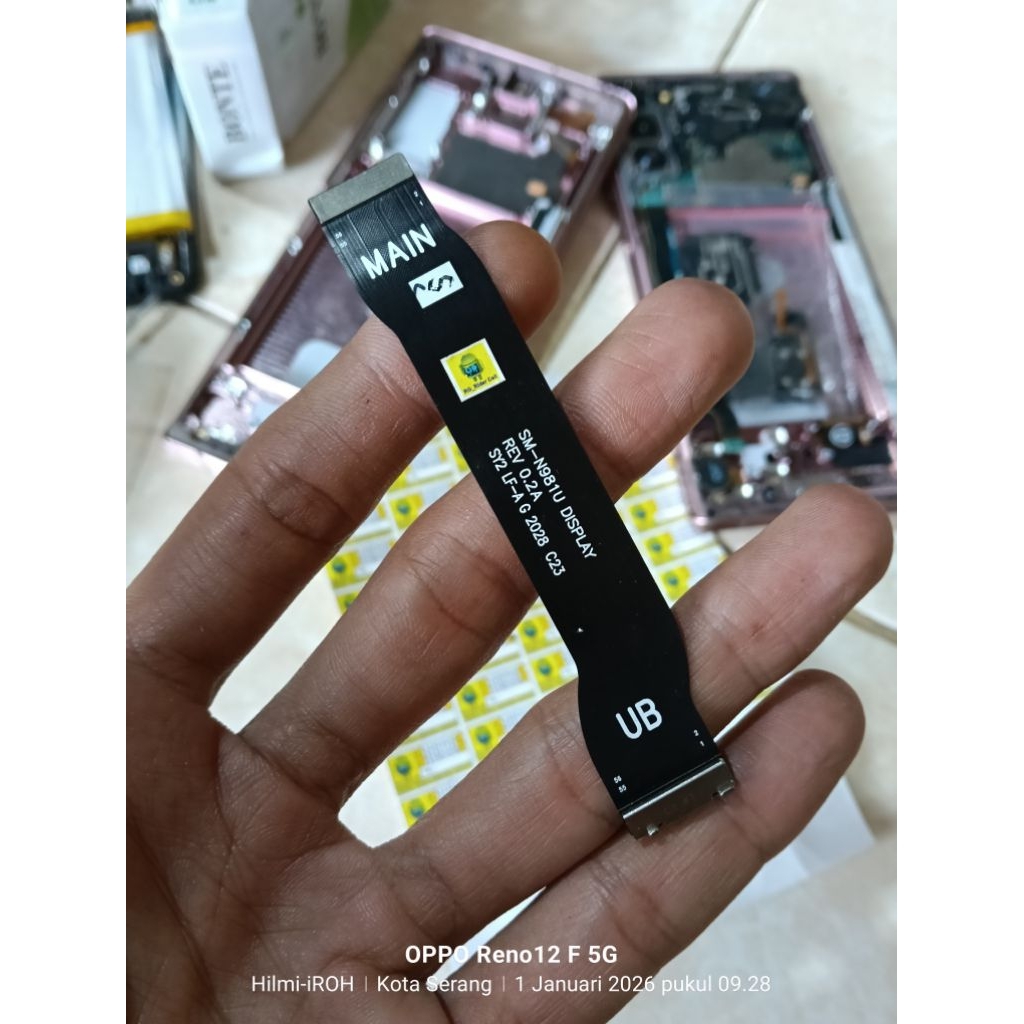 MAIN
SM-N981U DISPLAY
REV 0.2A
SY2 LF-A G 2028 C23
UB
OPPO Reno12 F 5G
Hilmi-iROH | Kota Serang | 1 Januari 2026 pukul 09.28